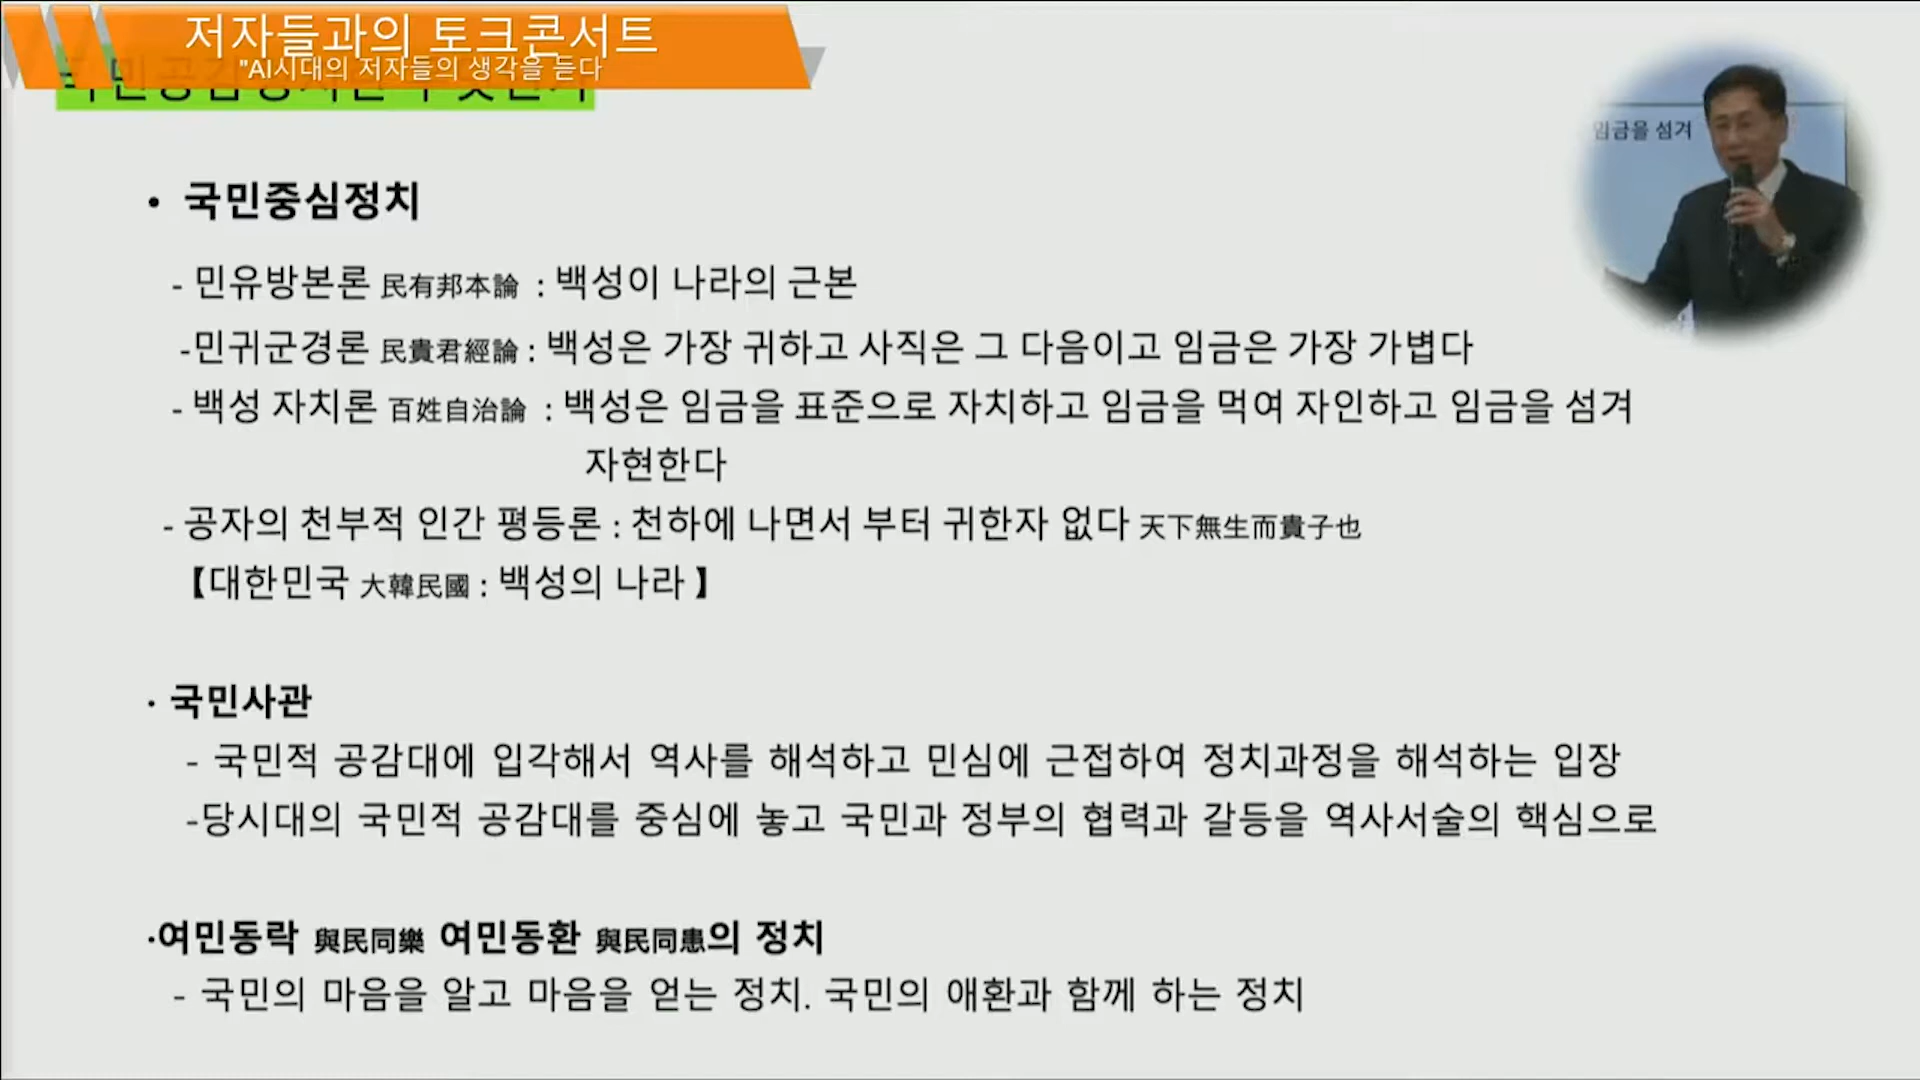 저자들과의 토크콘서트
"AI시대의 저자들의 생각을 듣다
임금을 섬겨
• 국민중심정치
- 민유방본론 民有邦本論 : 백성이 나라의 근본
-민귀군경론 民貴君經論 : 백성은 가장 귀하고 사직은 그 다음이고 임금은 가장 가볍다
- 백성 자치론 百姓自治論 : 백성은 임금을 표준으로 자치하고 임금을 먹여 자인하고 임금을 섬겨
자현한다
- 공자의 천부적 인간 평등론 : 천하에 나면서 부터 귀한자 없다 天下無生而貴子也
【대한민국 大韓民國 : 백성의 나라】
· 국민사관
- 국민적 공감대에 입각해서 역사를 해석하고 민심에 근접하여 정치과정을 해석하는 입장
-당시대의 국민적 공감대를 중심에 놓고 국민과 정부의 협력과 갈등을 역사서술의 핵심으로
·여민동락 與民同樂 여민동환 與民同患의 정치
- 국민의 마음을 알고 마음을 얻는 정치. 국민의 애환과 함께 하는 정치